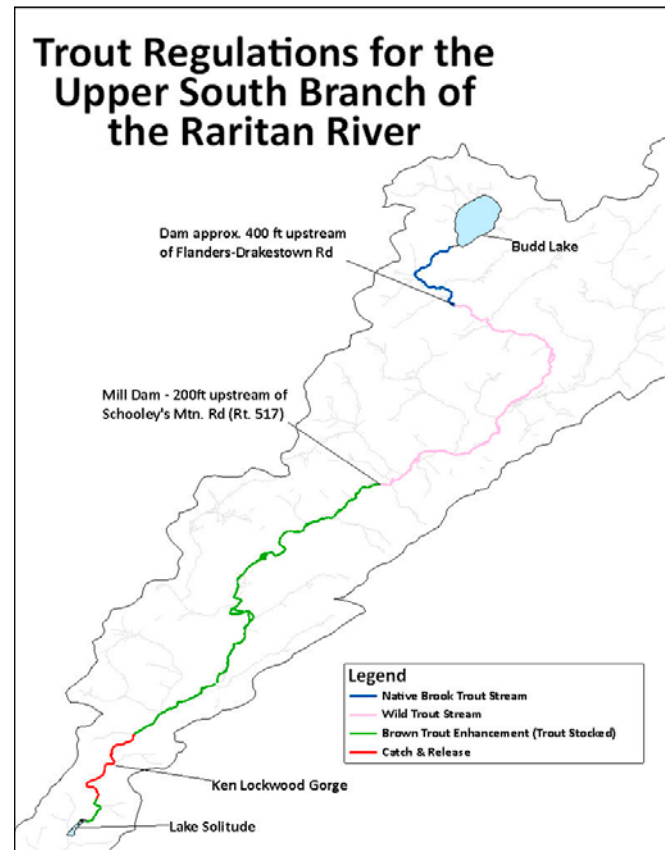 Trout Regulations for the
Upper South Branch of
the Raritan River
Dam approx. 400 ft upstream
of Flanders-Drakestown Rd
Budd Lake
Mill Dam - 200ft upstream of
Schooley's Mtn. Rd (Rt. 517)
Legend
Native Brook Trout Stream
Wild Trout Stream
Brown Trout Enhancement (Trout Stocked)
Catch & Release
Ken Lockwood Gorge
Lake Solitude